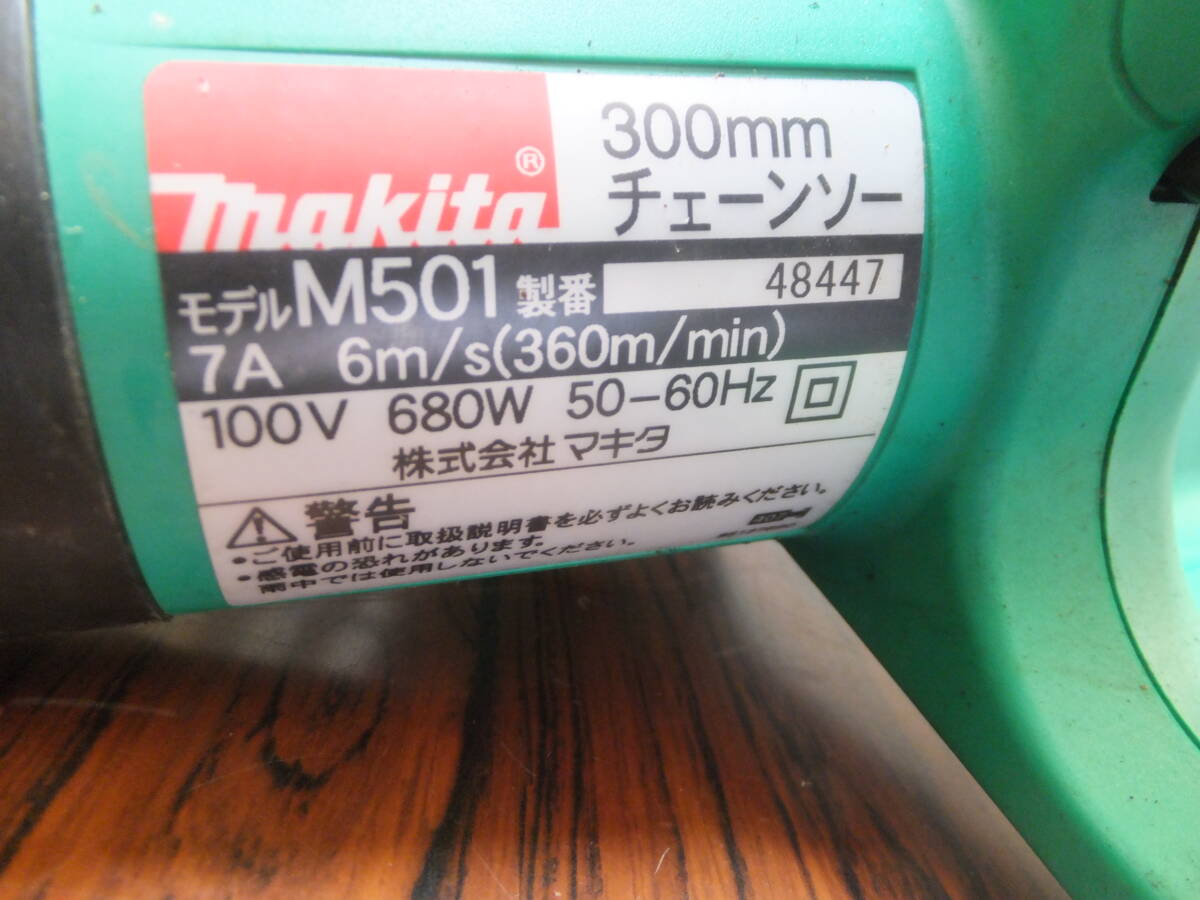 makita®
300mm
チェーンソー
モデルM501 製番 48447
7A 6m/s(360m/min)
100V 680W 50-60Hz
株式会社 マキタ
警告
・ご使用前に取扱説明書を必ずよくお読みください。
・感電の恐れがあります。
雨中では使用しないでください。